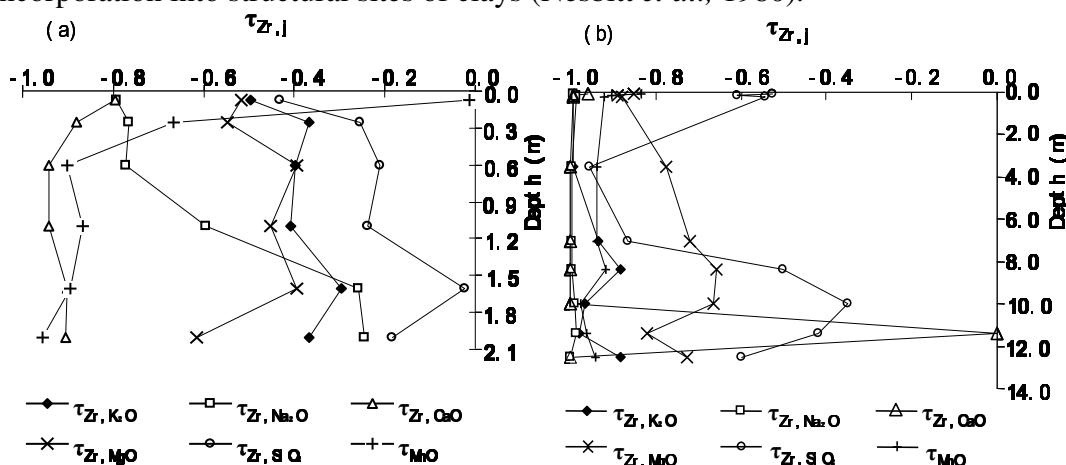 incorporation into structural sites of clays (Nesbitt et al., 1980).
(a) τZr, j
-1.0 -0.8 -0.6 -0.4 -0.2 0.0
0.0
0.3
0.6
0.9
1.2
1.5
1.8
2.1
Depth (m)
τZr, K₂O τZr, Na₂O τZr, CaO
τZr, MgO τZr, SiO₂ τMnO
(b) τZr, j
-1.0 -0.8 -0.6 -0.4 -0.2 0.0
0.0
2.0
4.0
6.0
8.0
10.0
12.0
14.0
Depth (m)
τZr, K₂O τZr, Na₂O τZr, CaO
τZr, MgO τZr, SiO₂ τMnO